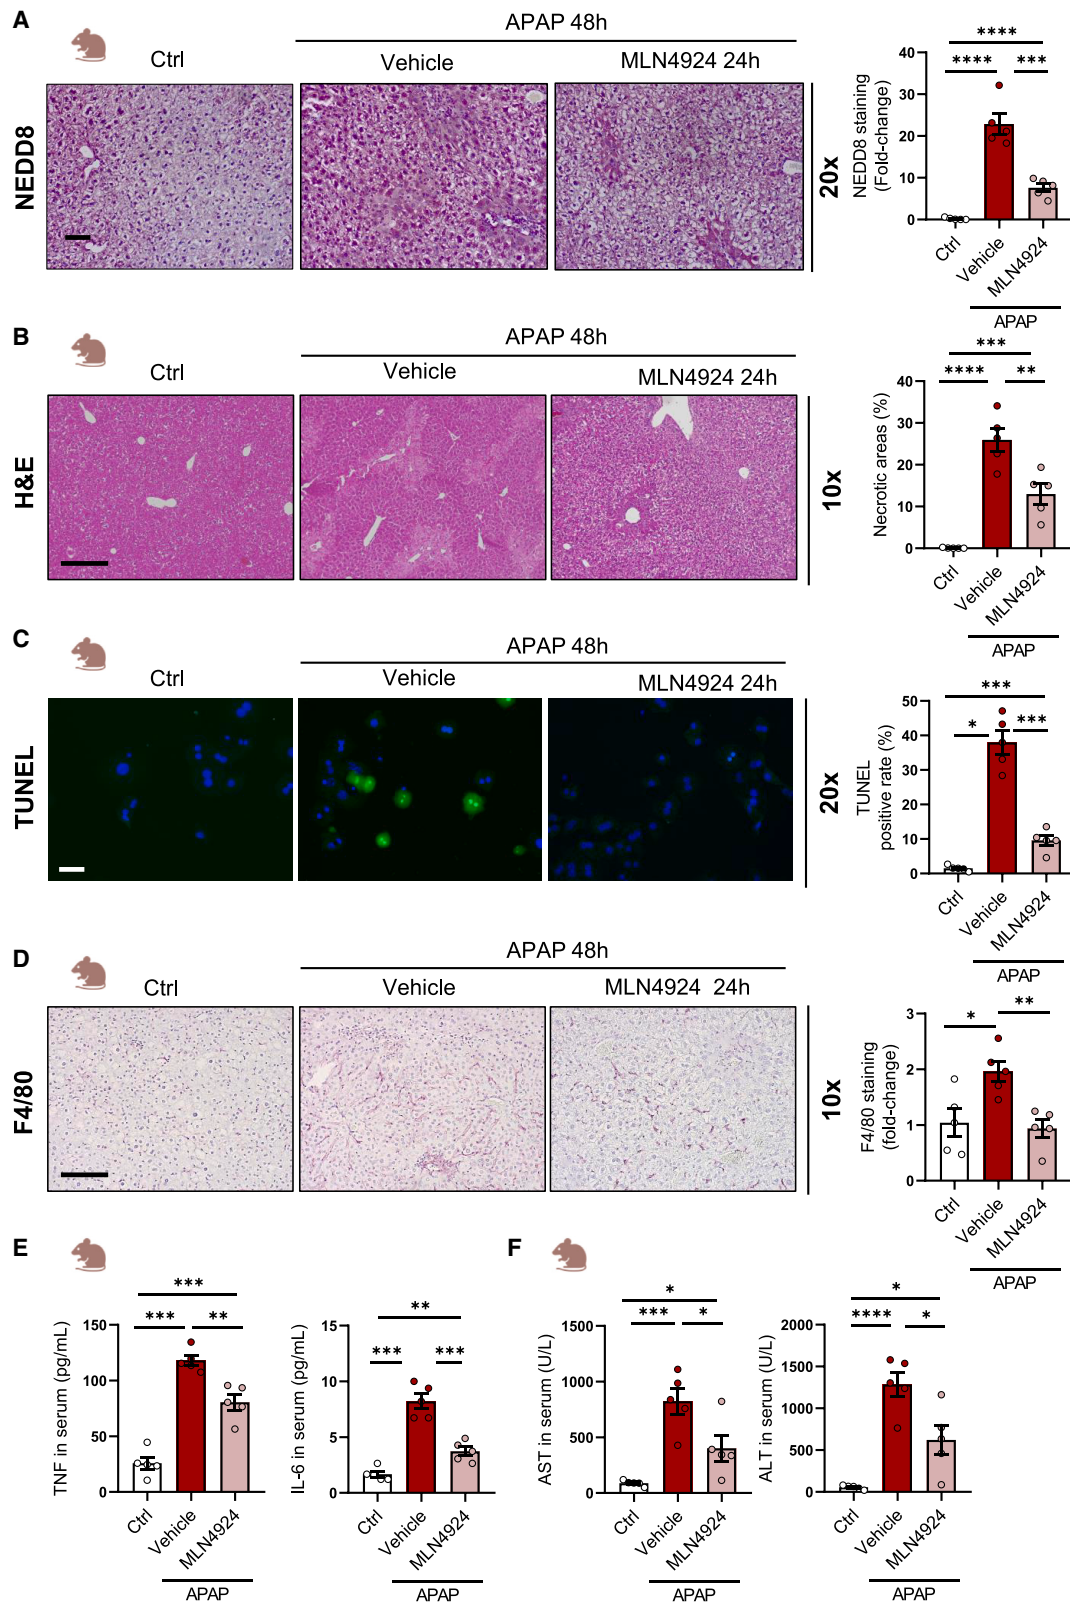 A
APAP 48h
Ctrl
Vehicle
MLN4924 24h
NEDD8
20x
NEDD8 staining
(Fold-change)
40
30
20
10
0
****
**** ***
Ctrl
Vehicle
MLN4924
APAP
B
APAP 48h
Ctrl
Vehicle
MLN4924 24h
H&E
10x
Necrotic areas (%)
40
30
20
10
0
***
**** **
Ctrl
Vehicle
MLN4924
APAP
C
APAP 48h
Ctrl
Vehicle
MLN4924 24h
TUNEL
20x
TUNEL
positive rate (%)
50
40
30
20
10
0
***
* ***
Ctrl
Vehicle
MLN4924
APAP
D
APAP 48h
Ctrl
Vehicle
MLN4924 24h
F4/80
10x
F4/80 staining
(fold-change)
3
2
1
0
* **
Ctrl
Vehicle
MLN4924
APAP
E
TNF in serum (pg/mL)
150
100
50
0
***
*** **
Ctrl
Vehicle
MLN4924
APAP
IL-6 in serum (pg/mL)
15
10
5
0
**
*** ***
Ctrl
Vehicle
MLN4924
APAP
F
AST in serum (U/L)
1500
1000
500
0
*
*** *
Ctrl
Vehicle
MLN4924
APAP
ALT in serum (U/L)
2000
1500
1000
500
0
*
**** *
Ctrl
Vehicle
MLN4924
APAP